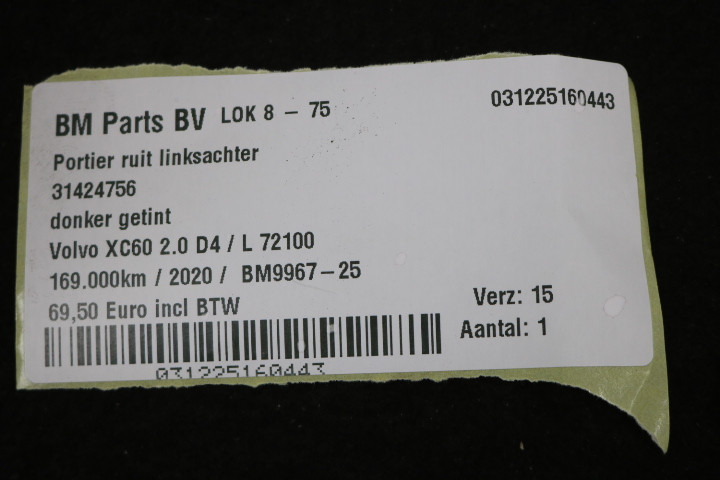 BM Parts BV LOK 8 - 75 031225160443
Portier ruit linksachter
31424756
donker getint
Volvo XC60 2.0 D4 / L 72100
169.000km / 2020 / BM9967-25
69,50 Euro incl BTW
Verz: 15
Aantal: 1
031225160443